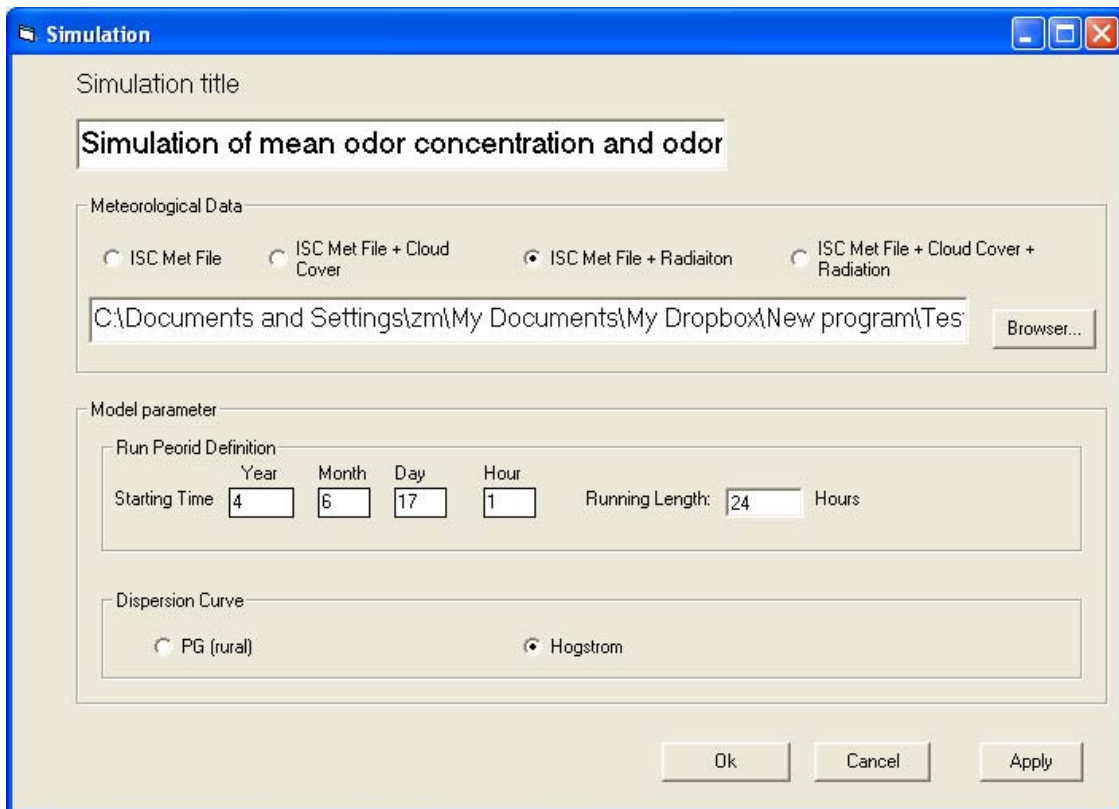 Simulation
Simulation title
Simulation of mean odor concentration and odor
Meteorological Data
ISC Met File
ISC Met File + Cloud
Cover
ISC Met File + Radiaiton
ISC Met File + Cloud Cover +
Radiation
C:\Documents and Settings\zm\My Documents\My Dropbox\New program\Tes
Browser...
Model parameter
Run Peorid Definition
Year Month Day Hour
Starting Time 4 6 17 1 Running Length: 24 Hours
Dispersion Curve
PG (rural) Hogstrom
Ok Cancel Apply